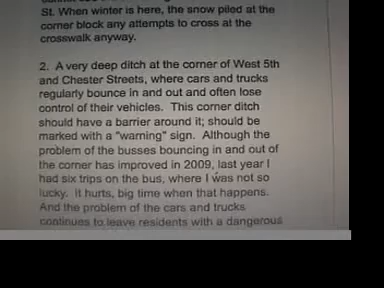 St. When winter is here, the snow piled at the
corner block any attempts to cross at the
crosswalk anyway.
2. A very deep ditch at the corner of West 5th
and Chester Streets, where cars and trucks
regularly bounce in and out and often lose
control of their vehicles. This corner ditch
should have a barrier around it; should be
marked with a "warning" sign. Although the
problem of the busses bouncing in and out of
the corner has improved in 2009, last year I
had six trips on the bus, where I was not so
lucky. It hurts, big time when that happens.
And the problem of the cars and trucks
continues to leave residents with a dangerous